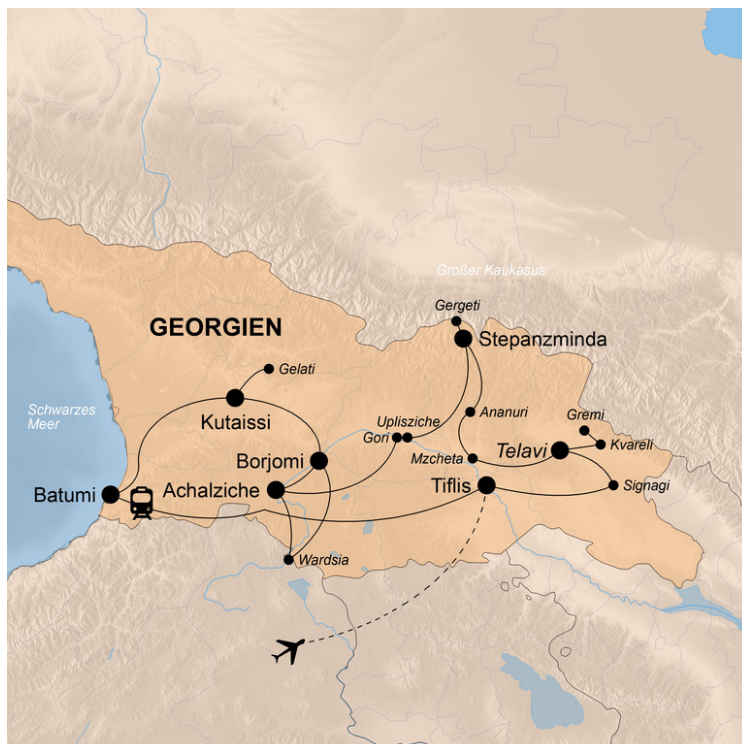 Großer Kaukasus
Gergeti
GEORGIEN
Stepanzminda
Gelati
Schwarzes
Meer
Kutaissi
Uplisziche
Ananuri
Gremi
Gori
Kvareli
Borjomi
Mzcheta
Telavi
Batumi
Achalziche
Tiflis
Signagi
Wardsia